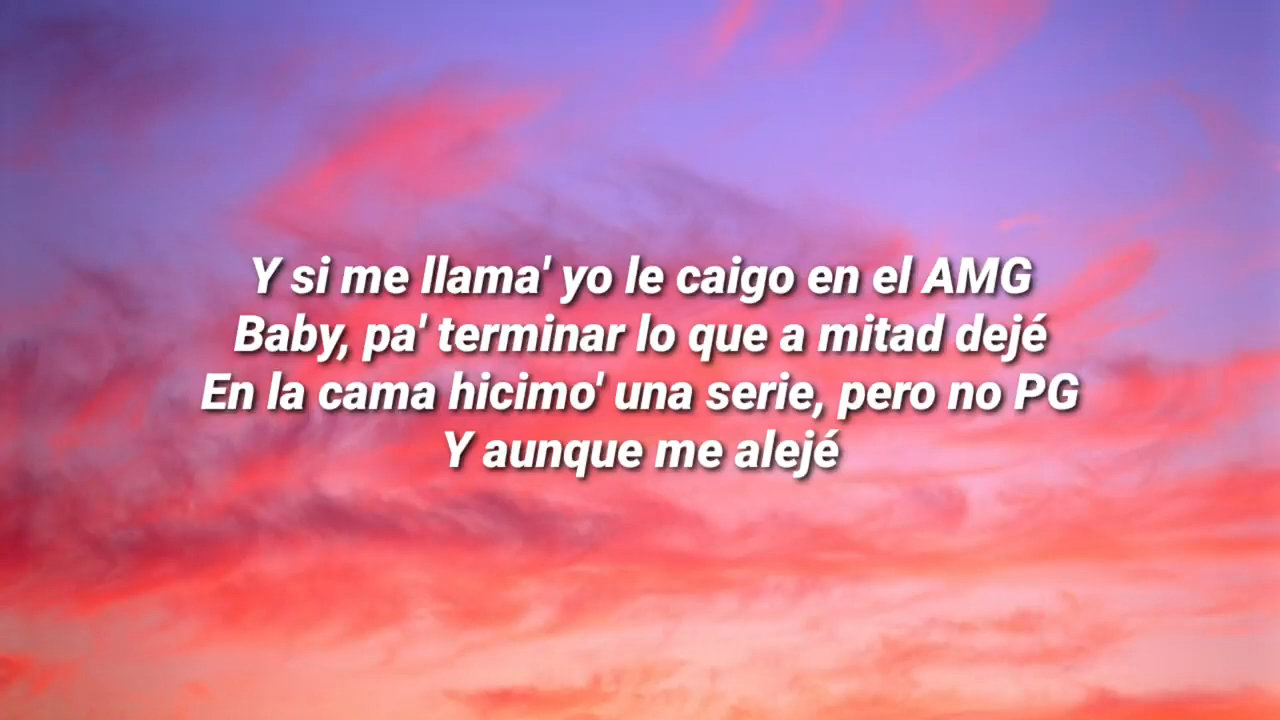 Y si me llama' yo le caigo en el AMG
Baby, pa' terminar lo que a mitad dejé
En la cama hicimo' una serie, pero no PG
Y aunque me alejé